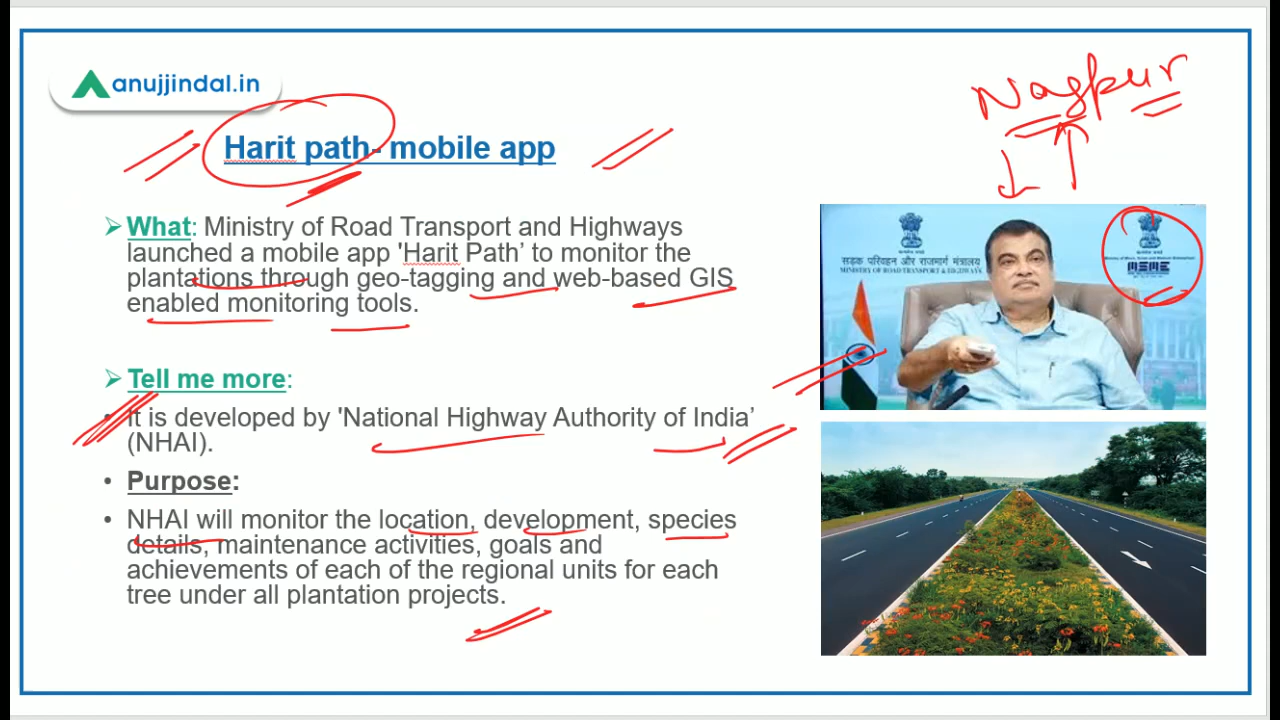 anujjindal.in
Nagpur
Harit path- mobile app
What: Ministry of Road Transport and Highways
launched a mobile app 'Harit Path’ to monitor the
plantations through geo-tagging and web-based GIS
enabled monitoring tools.
सड़क परिवहन और राजमार्ग मंत्रालय
MINISTRY OF ROAD TRANSPORT & HIGHWAYS
MSME
Tell me more:
• It is developed by 'National Highway Authority of India’
(NHAI).
• Purpose:
• NHAI will monitor the location, development, species
details, maintenance activities, goals and
achievements of each of the regional units for each
tree under all plantation projects.